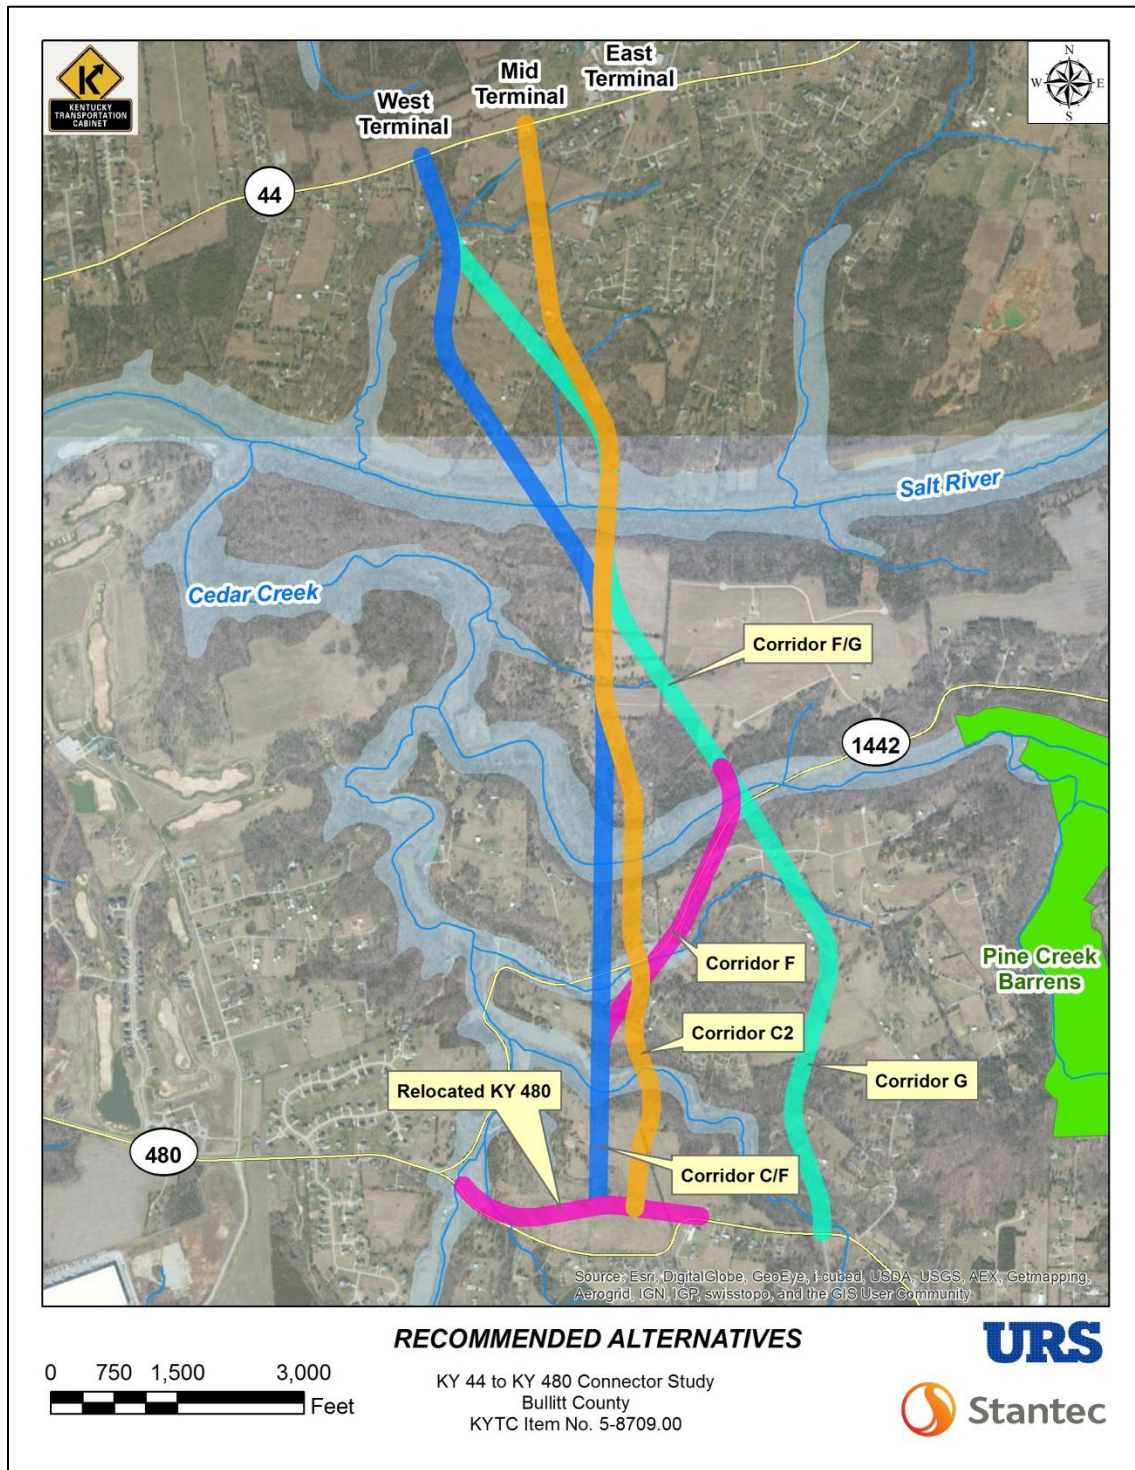 KENTUCKY
TRANSPORTATION
CABINET
West
Terminal
Mid
Terminal
East
Terminal
N
W
E
S
44
Salt River
Cedar Creek
Corridor F/G
1442
Corridor F
Pine Creek
Barrens
Corridor C2
Corridor G
Relocated KY 480
480
Corridor C/F
Source: Esri, DigitalGlobe, GeoEye, i-cubed, USDA, USGS, AEX, Getmapping,
Aerogrid, IGN, IGP, swisstopo, and the GIS User Community
RECOMMENDED ALTERNATIVES
KY 44 to KY 480 Connector Study
Bullitt County
KYTC Item No. 5-8709.00
0 750 1,500 3,000
Feet
URS
Stantec